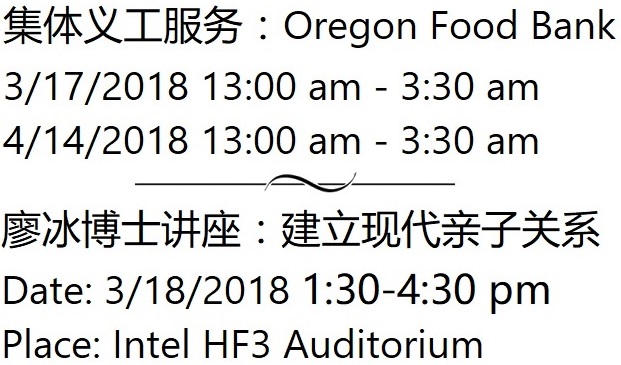 集体义工服务：Oregon Food Bank
3/17/2018 13:00 am - 3:30 am
4/14/2018 13:00 am - 3:30 am
廖冰博士讲座：建立现代亲子关系
Date: 3/18/2018 1:30-4:30 pm
Place: Intel HF3 Auditorium